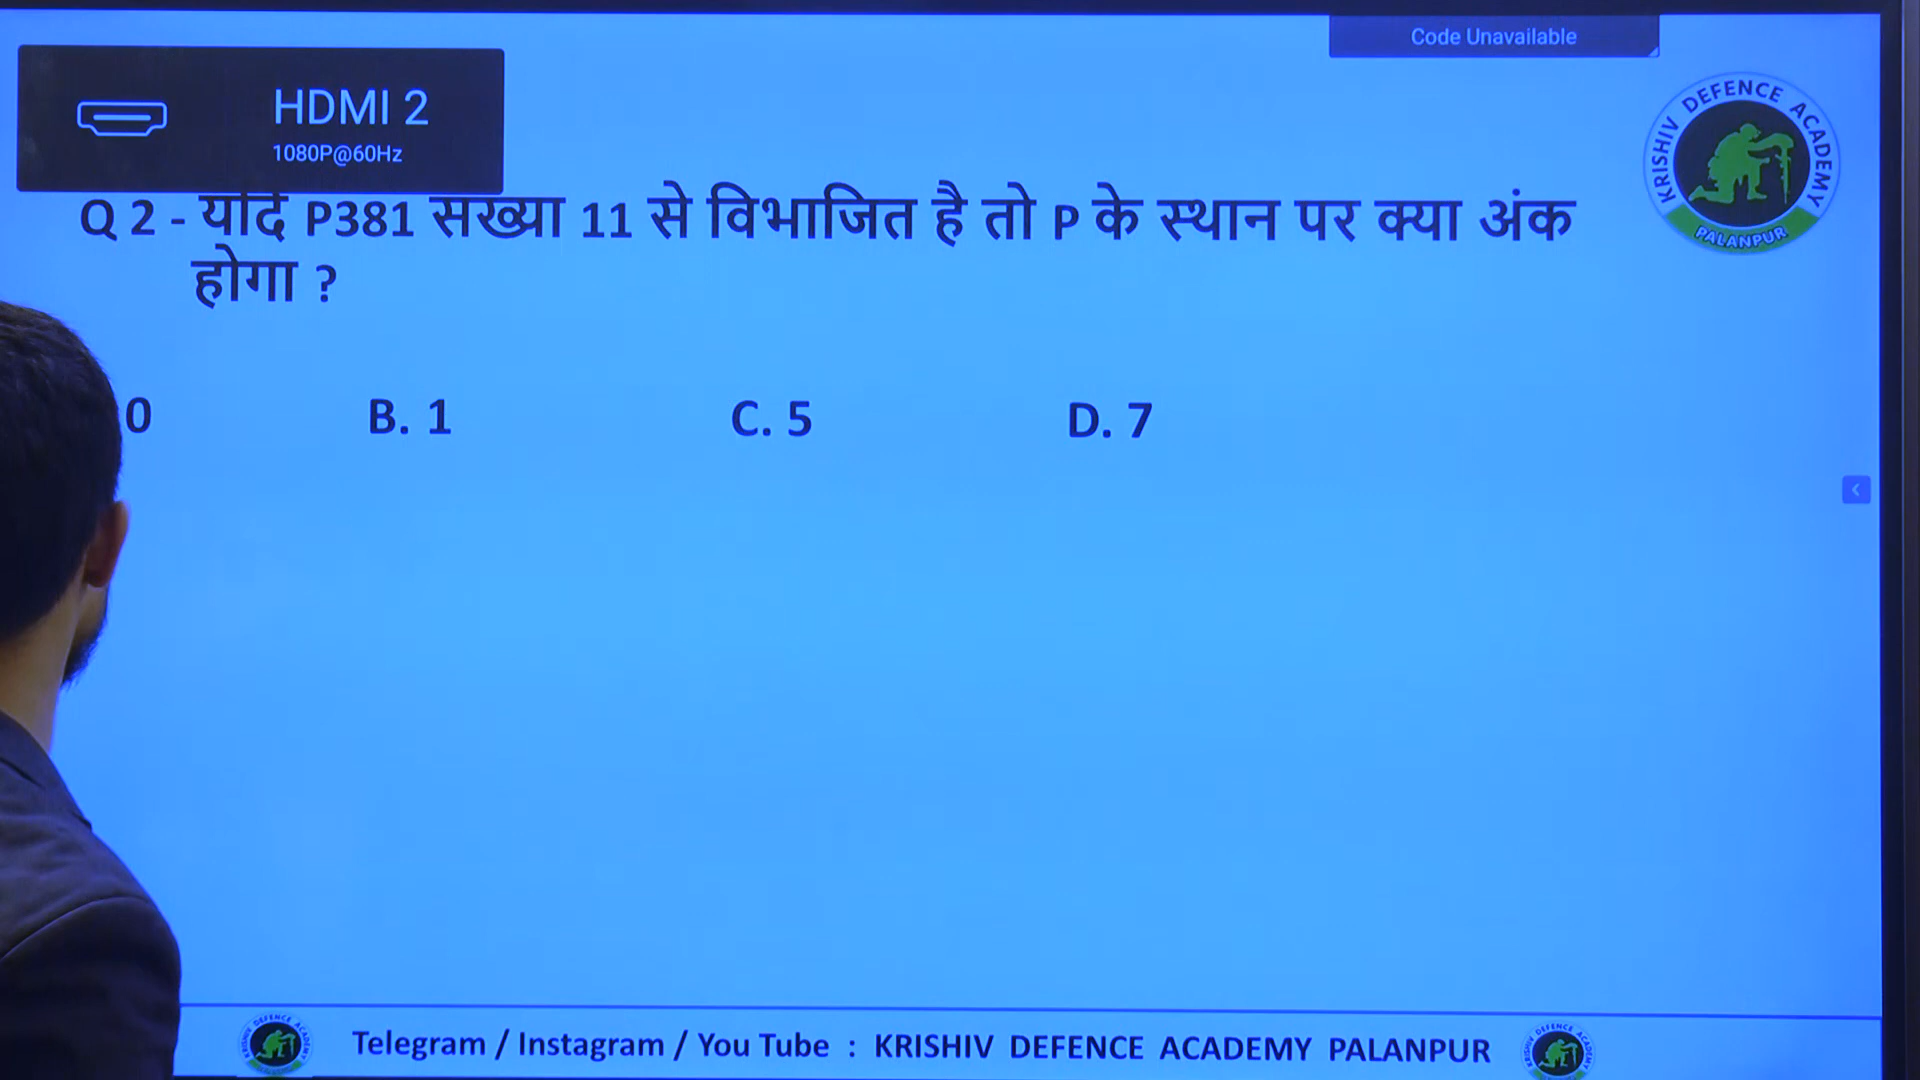 Code Unavailable
HDMI 2
1080P@60Hz
KRISHIV DEFENCE ACADEMY
PALANPUR
Q 2 - यदि P381 सख्या 11 से विभाजित है तो P के स्थान पर क्या अंक
होगा ?
0 B. 1 C. 5 D. 7
Telegram / Instagram / You Tube : KRISHIV DEFENCE ACADEMY PALANPUR